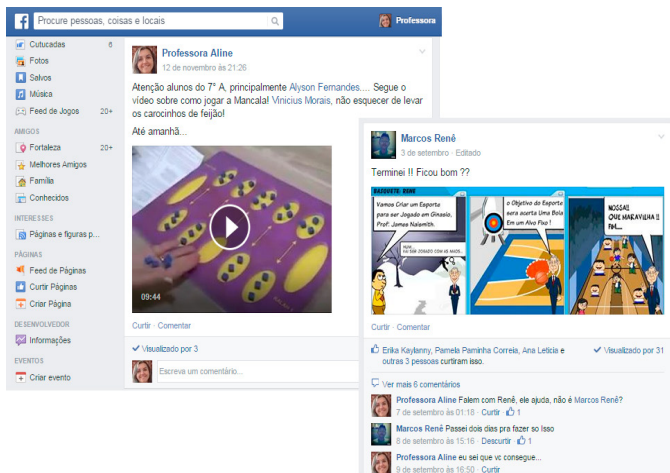 Procure pessoas, coisas e locais
Professora
Cutucadas 6
Fotos
Salvos
Música
Feed de Jogos 20+
AMIGOS
Fortaleza 20+
Melhores Amigos
Família
Conhecidos
INTERESSES
Páginas e figuras p...
PÁGINAS
Feed de Páginas
Curtir Páginas
Criar Página
DESENVOLVEDOR
Informações
EVENTOS
Criar evento
Professora Aline
12 de novembro às 21:26
Atenção alunos do 7° A, principalmente Alyson Fernandes.... Segue o
vídeo sobre como jogar a Mancala! Vinicius Morais, não esquecer de levar
os carocinhos de feijão!
Até amanhã...
09:44
Curtir · Comentar
Visualizado por 3
Escreva um comentário...
Marcos Renê
3 de setembro · Editado
Terminei !! Ficou bom ??
BASQUETE: RENE
Vamos Criar um Esporte
para ser Jogado em Ginasio,
Prof: James Naismith.
o Objetivo do Esporte
sera acerta Uma Bola
Em um Alvo Fixo !
NOSSA!
QUE MARAVILHA !!
FIM...
Curtir · Comentar
Erika Kaylanny, Pamela Paminha Correia, Ana Leticia e
outras 3 pessoas curtiram isso.
Visualizado por 31
Ver mais 6 comentários
Professora Aline Falem com Renê, ele ajuda, não é Marcos Renê?
7 de setembro às 01:18 · Curtir · 1
Marcos Renê Passei dois dias pra fazer so Isso
8 de setembro às 15:16 · Descurtir · 1
Professora Aline eu sei que vc consegue...
9 de setembro às 16:50 · Curtir